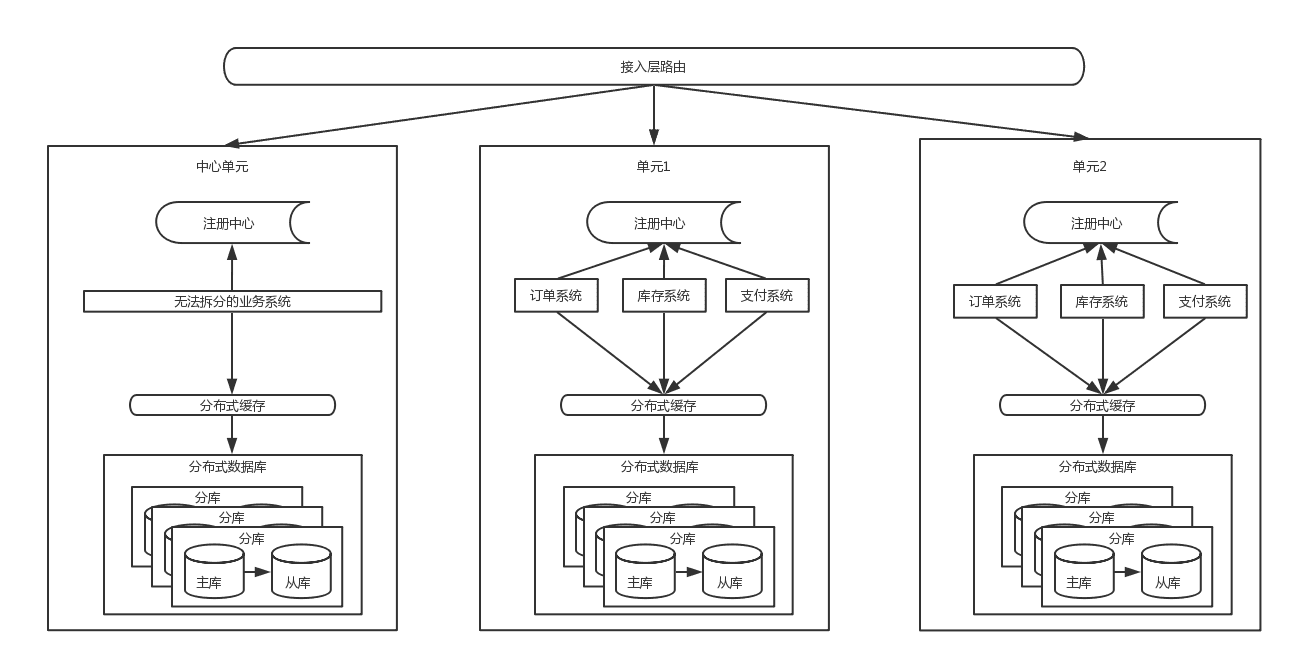 接入层路由
中心单元
注册中心
无法拆分的业务系统
分布式缓存
分布式数据库
分库
分库
分库
主库
从库
单元1
注册中心
订单系统
库存系统
支付系统
分布式缓存
分布式数据库
分库
分库
分库
主库
从库
单元2
注册中心
订单系统
库存系统
支付系统
分布式缓存
分布式数据库
分库
分库
分库
主库
从库